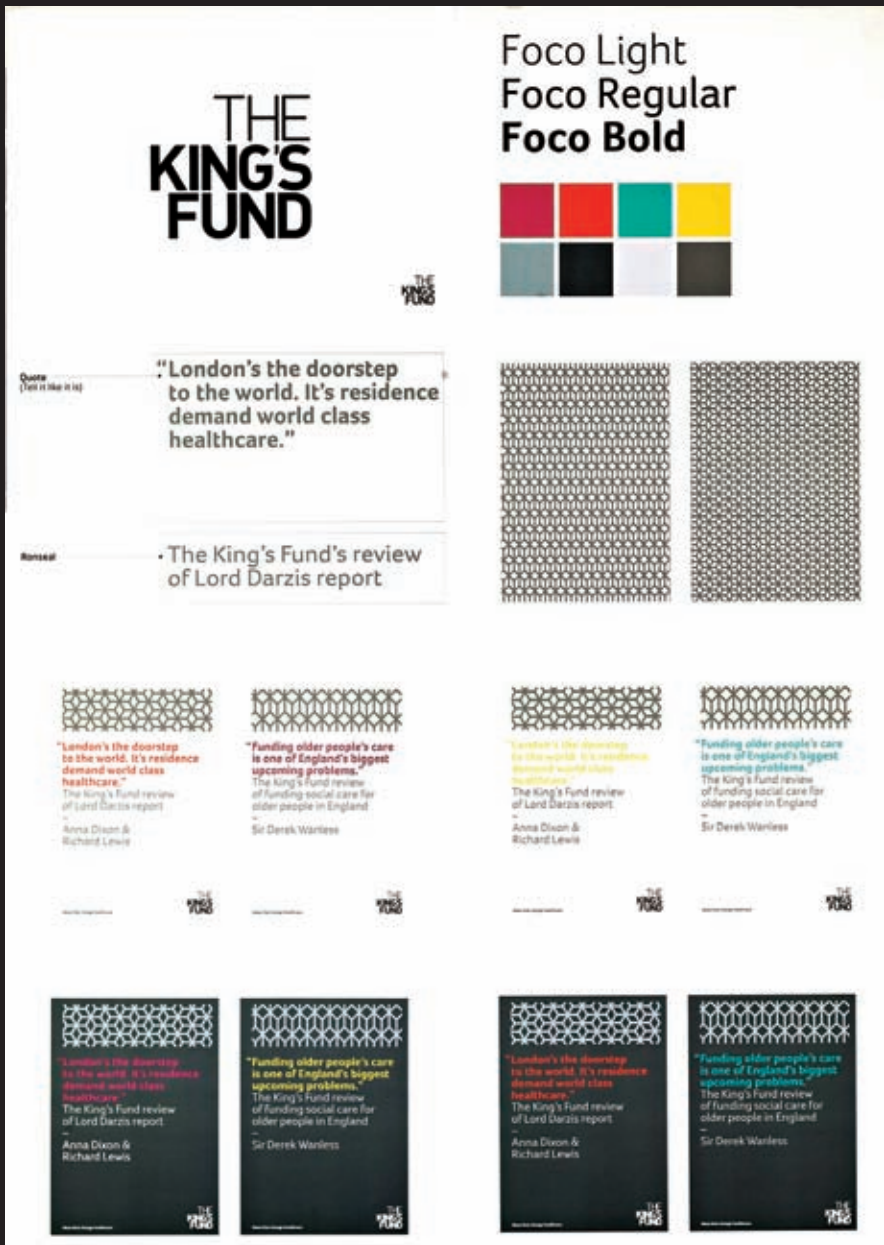 THE
KING'S
FUND
Foco Light
Foco Regular
Foco Bold
THE
KING'S
FUND
Quote
(Tell it like it is)
“London's the doorstep
to the world. It's residence
demand world class
healthcare.”
Ronseal
The King's Fund's review
of Lord Darzis report
“London's the doorstep
to the world. It's residence
demand world class
healthcare.”
The King's Fund review
of Lord Darzis report
–
Anna Dixon &
Richard Lewis
THE
KING'S
FUND
“Funding older people's care
is one of England's biggest
upcoming problems.”
The King's Fund review
of funding social care for
older people in England
–
Sir Derek Wanless
THE
KING'S
FUND
“London's the doorstep
to the world. It's residence
demand world class
healthcare.”
The King's Fund review
of Lord Darzis report
–
Anna Dixon &
Richard Lewis
THE
KING'S
FUND
“Funding older people's care
is one of England's biggest
upcoming problems.”
The King's Fund review
of funding social care for
older people in England
–
Sir Derek Wanless
THE
KING'S
FUND
“London's the doorstep
to the world. It's residence
demand world class
healthcare.”
The King's Fund review
of Lord Darzis report
–
Anna Dixon &
Richard Lewis
THE
KING'S
FUND
“Funding older people's care
is one of England's biggest
upcoming problems.”
The King's Fund review
of funding social care for
older people in England
–
Sir Derek Wanless
THE
KING'S
FUND
“London's the doorstep
to the world. It's residence
demand world class
healthcare.”
The King's Fund review
of Lord Darzis report
–
Anna Dixon &
Richard Lewis
THE
KING'S
FUND
“Funding older people's care
is one of England's biggest
upcoming problems.”
The King's Fund review
of funding social care for
older people in England
–
Sir Derek Wanless
THE
KING'S
FUND